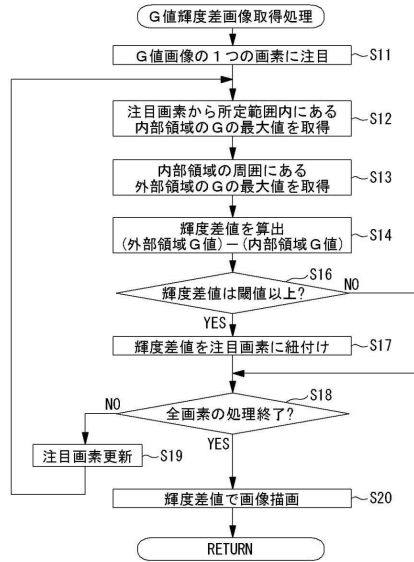 G値輝度差画像取得処理
G値画像の1つの画素に注目
S11
注目画素から所定範囲内にある
内部領域のGの最大値を取得
S12
内部領域の周囲にある
外部領域のGの最大値を取得
S13
輝度差値を算出
(外部領域G値)－(内部領域G値)
S14
S16
輝度差値は閾値以上?
NO
YES
輝度差値を注目画素に紐付け
S17
S18
NO
全画素の処理終了?
YES
注目画素更新
S19
輝度差値で画像描画
S20
RETURN